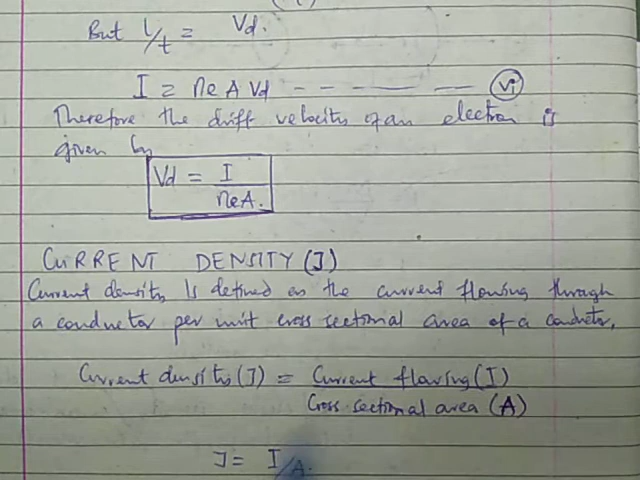 But L/t = Vd.
I = neAVd ------ (vi)
Therefore the drift velocity of an electron is
given by
Vd = I
neA.
CURRENT DENSITY (J)
Current density is defined as the current flowing through
a conductor per unit cross sectional area of a conductor.
Current density (J) = Current flowing (I)
Cross sectional area (A)
J = I/A.